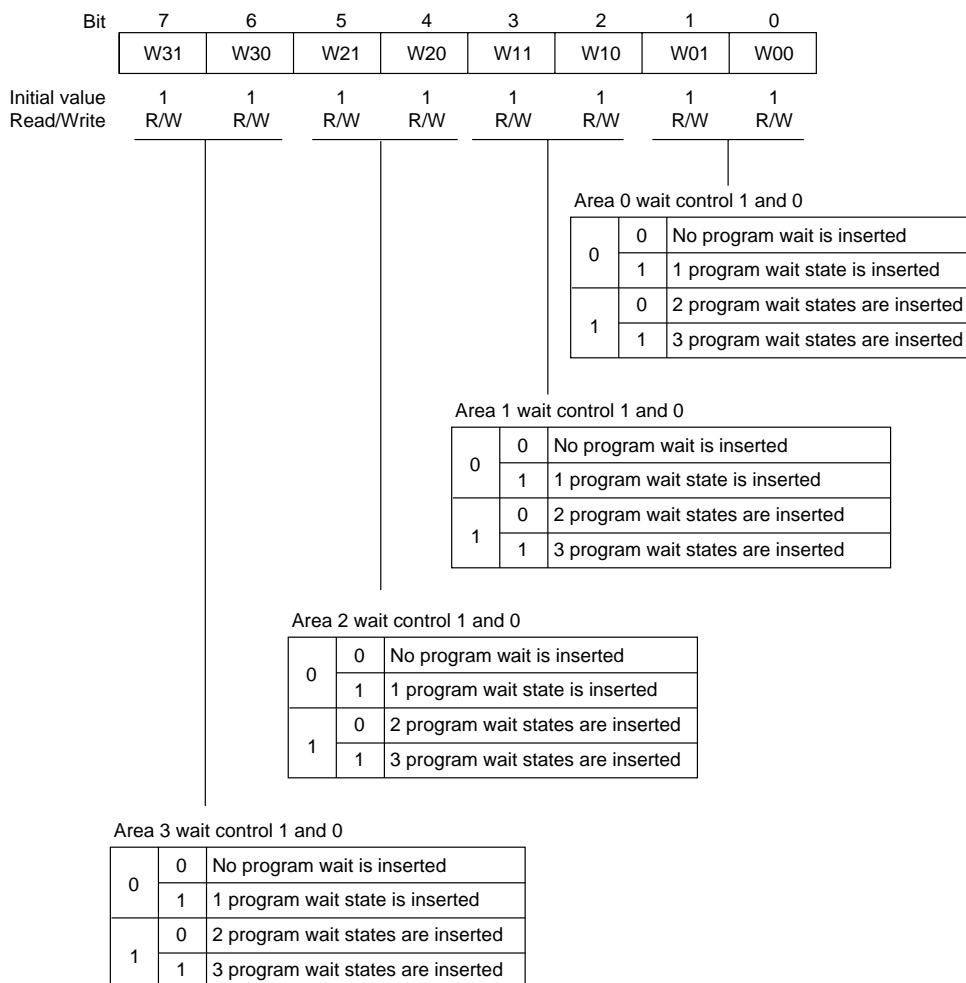 Bit 7 6 5 4 3 2 1 0
W31 W30 W21 W20 W11 W10 W01 W00
Initial value 1 1 1 1 1 1 1 1
Read/Write R/W R/W R/W R/W R/W R/W R/W R/W
Area 0 wait control 1 and 0
0 0 No program wait is inserted
1 1 program wait state is inserted
1 0 2 program wait states are inserted
1 3 program wait states are inserted
Area 1 wait control 1 and 0
0 0 No program wait is inserted
1 1 program wait state is inserted
1 0 2 program wait states are inserted
1 3 program wait states are inserted
Area 2 wait control 1 and 0
0 0 No program wait is inserted
1 1 program wait state is inserted
1 0 2 program wait states are inserted
1 3 program wait states are inserted
Area 3 wait control 1 and 0
0 0 No program wait is inserted
1 1 program wait state is inserted
1 0 2 program wait states are inserted
1 3 program wait states are inserted